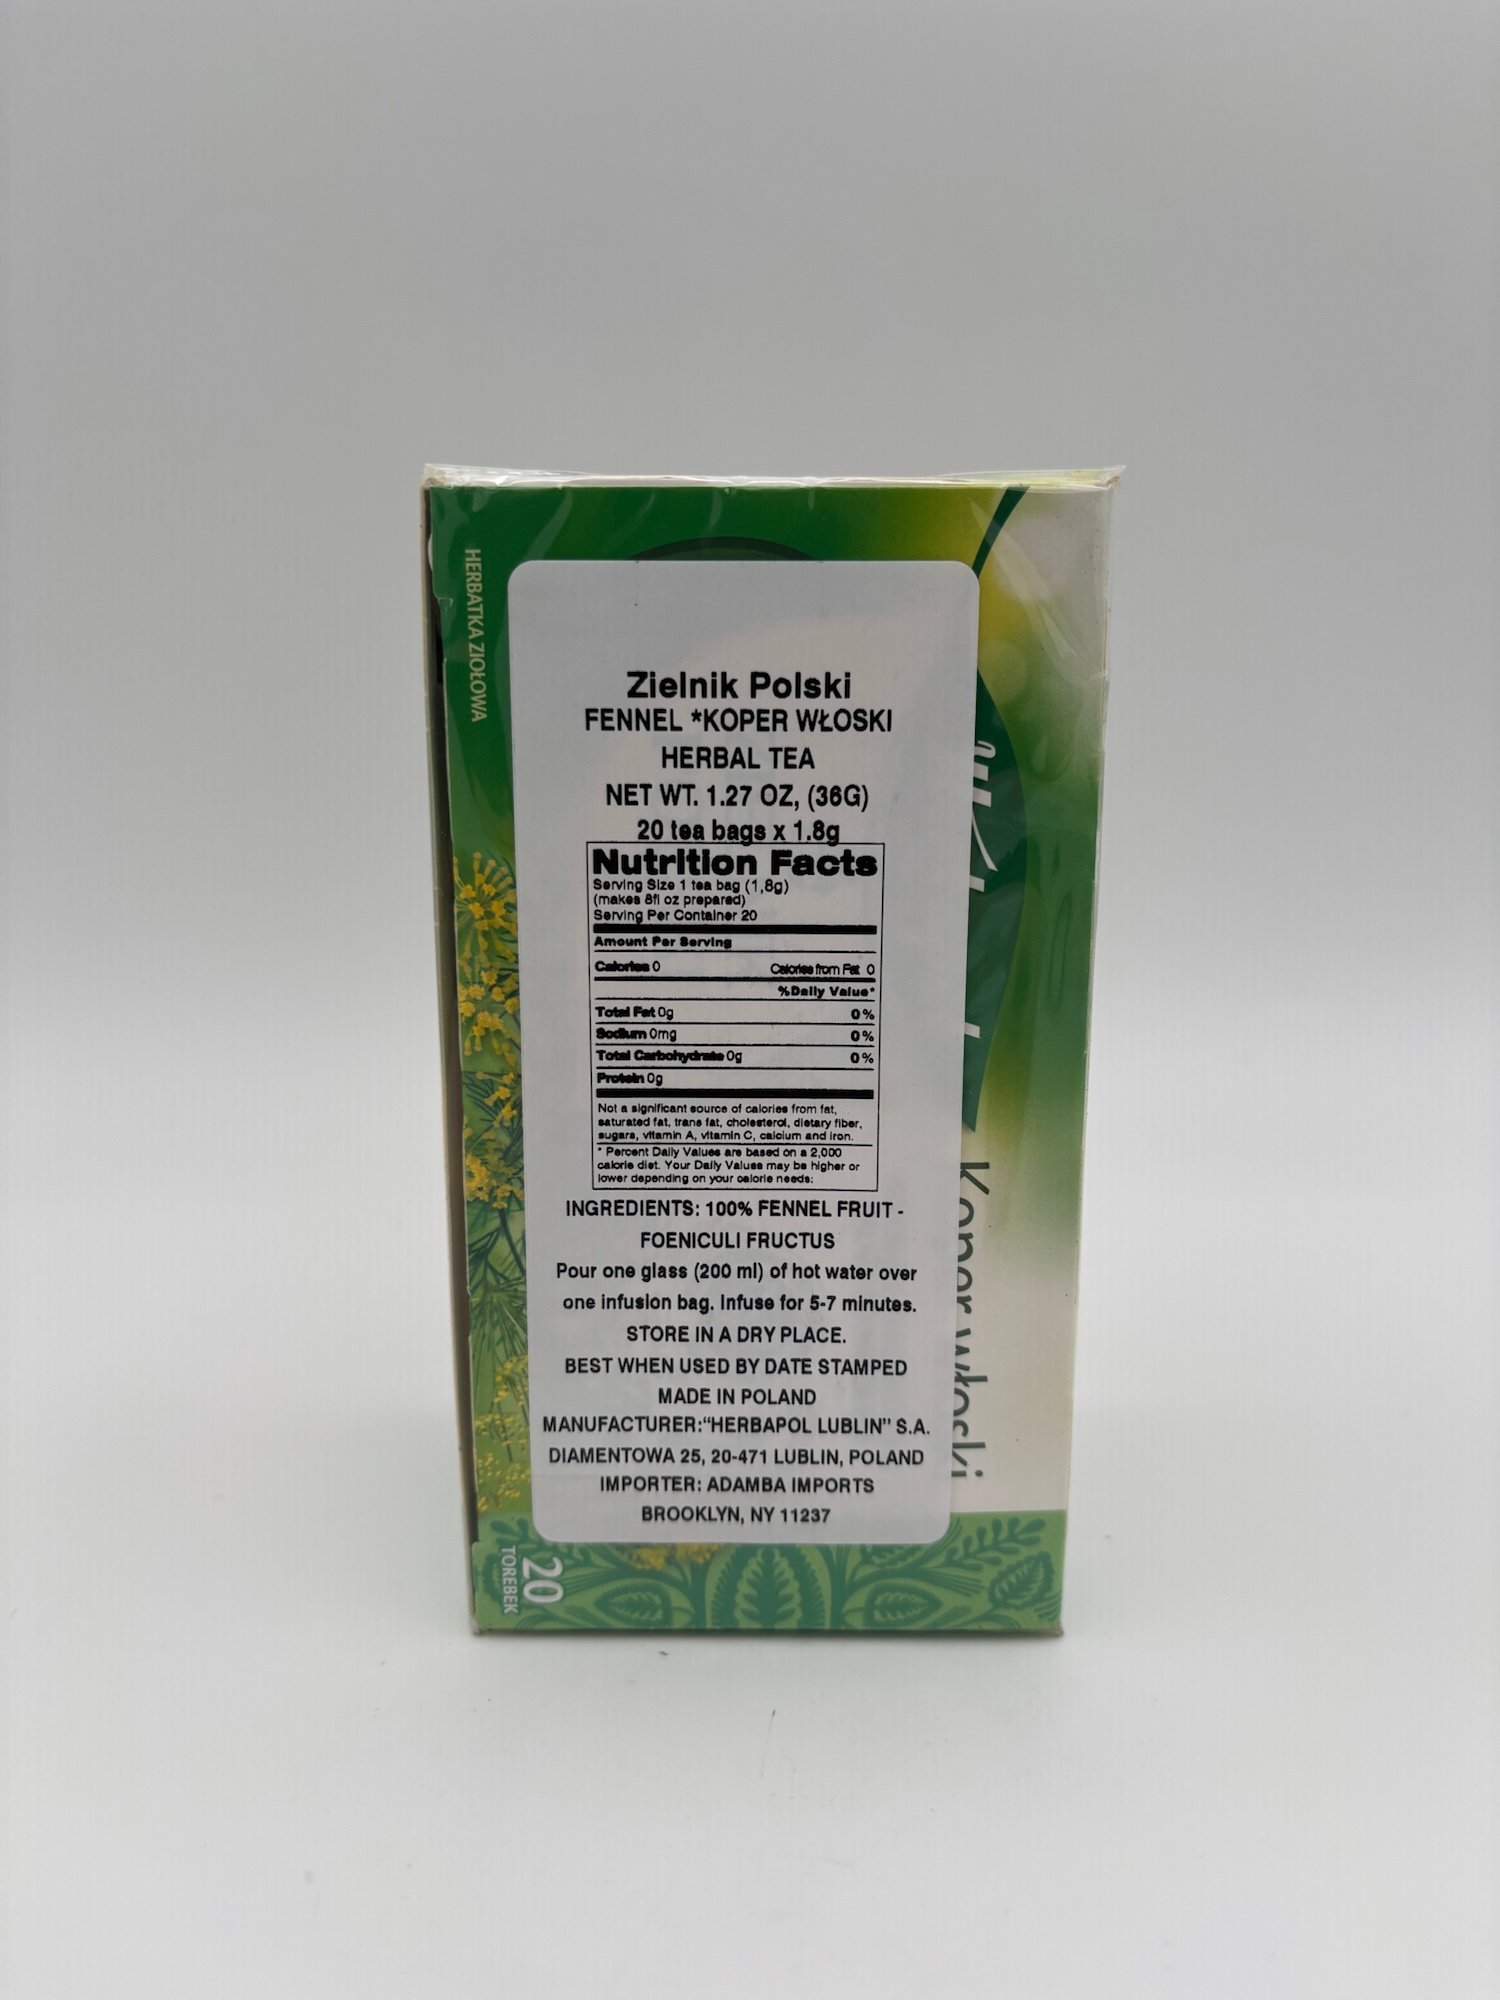 HERBATKA ZIOŁOWA
Zielnik Polski
FENNEL *KOPER WŁOSKI
HERBAL TEA
NET WT. 1.27 OZ, (36G)
20 tea bags x 1.8g
Nutrition Facts
Serving Size 1 tea bag (1,8g)
(makes 8fl oz prepared)
Serving Per Container 20
Amount Per Serving
Calories 0 Calories from Fat 0
%Daily Value*
Total Fat 0g 0%
Sodium 0mg 0%
Total Carbohydrate 0g 0%
Protein 0g
Not a significant source of calories from fat,
saturated fat, trans fat, cholesterol, dietary fiber,
sugars, vitamin A, vitamin C, calcium and iron.
* Percent Daily Values are based on a 2,000
calorie diet. Your Daily Values may be higher or
lower depending on your calorie needs:
INGREDIENTS: 100% FENNEL FRUIT -
FOENICULI FRUCTUS
Pour one glass (200 ml) of hot water over
one infusion bag. Infuse for 5-7 minutes.
STORE IN A DRY PLACE.
BEST WHEN USED BY DATE STAMPED
MADE IN POLAND
MANUFACTURER:“HERBAPOL LUBLIN” S.A.
DIAMENTOWA 25, 20-471 LUBLIN, POLAND
IMPORTER: ADAMBA IMPORTS
BROOKLYN, NY 11237
Koper włoski
20
TOREBEK